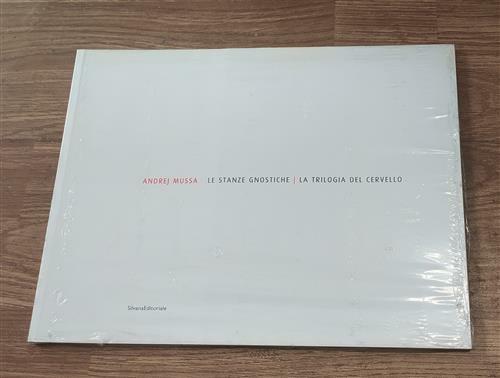 ANDREJ MUSSA LE STANZE GNOSTICHE | LA TRILOGIA DEL CERVELLO
SilvanaEditoriale